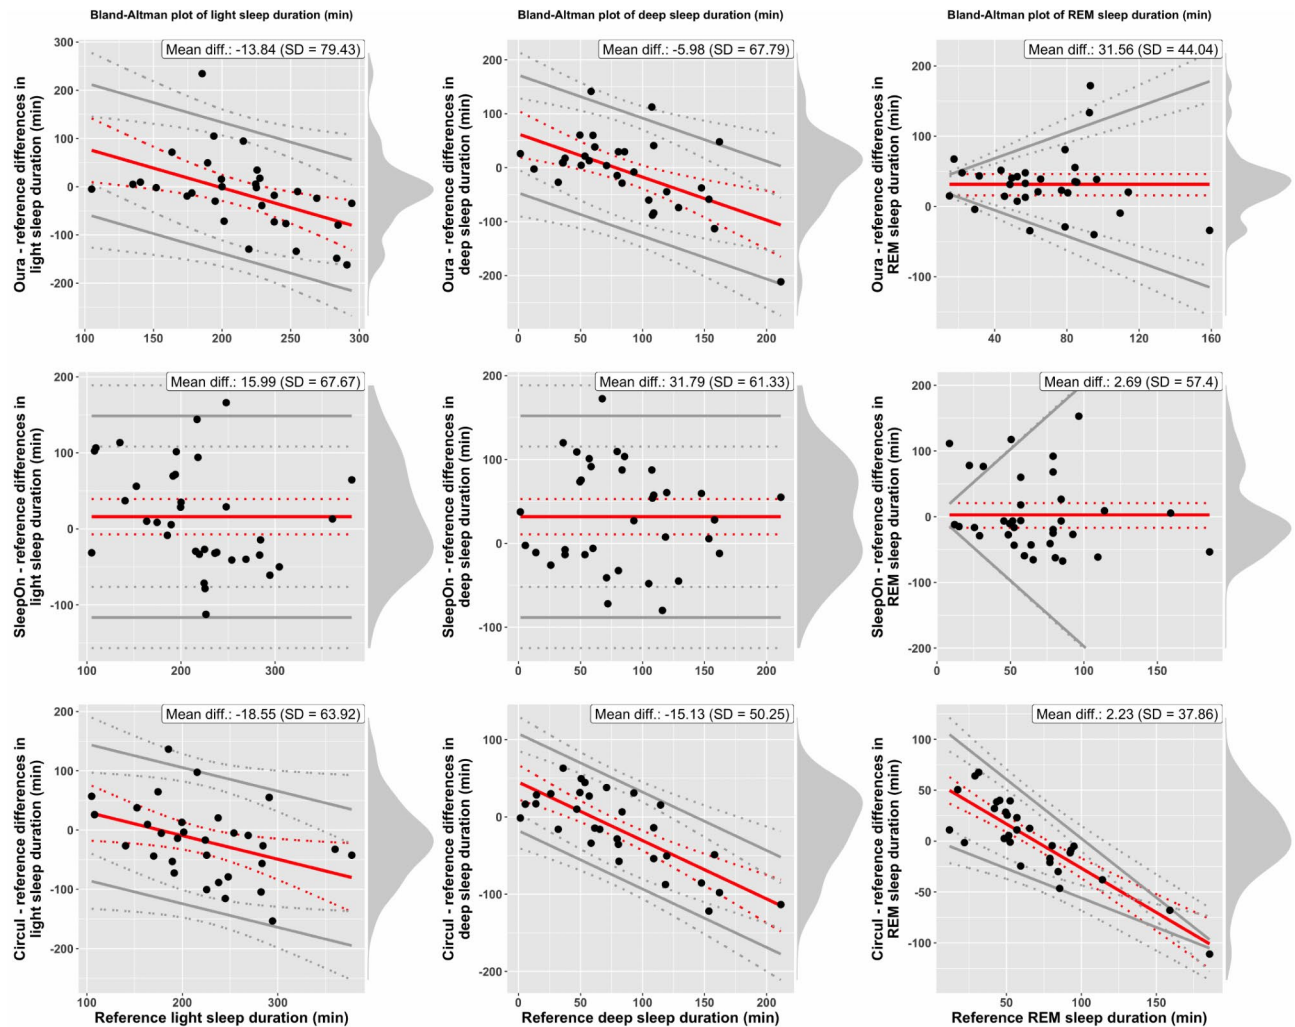 Bland-Altman plot of light sleep duration (min)
Bland-Altman plot of deep sleep duration (min)
Bland-Altman plot of REM sleep duration (min)
Oura - reference differences in
light sleep duration (min)
300
200
100
0
-100
-200
Mean diff.: -13.84 (SD = 79.43)
100
150
200
250
300
Oura - reference differences in
deep sleep duration (min)
200
100
0
-100
-200
Mean diff.: -5.98 (SD = 67.79)
0
50
100
150
200
Oura - reference differences in
REM sleep duration (min)
200
100
0
-100
Mean diff.: 31.56 (SD = 44.04)
40
80
120
160
SleepOn - reference differences in
light sleep duration (min)
200
100
0
-100
Mean diff.: 15.99 (SD = 67.67)
100
200
300
SleepOn - reference differences in
deep sleep duration (min)
200
100
0
-100
Mean diff.: 31.79 (SD = 61.33)
0
50
100
150
200
SleepOn - reference differences in
REM sleep duration (min)
200
100
0
-100
-200
Mean diff.: 2.69 (SD = 57.4)
0
50
100
150
Circul - reference differences in
light sleep duration (min)
200
100
0
-100
-200
Mean diff.: -18.55 (SD = 63.92)
100
200
300
Reference light sleep duration (min)
Circul - reference differences in
deep sleep duration (min)
100
0
-100
-200
Mean diff.: -15.13 (SD = 50.25)
0
50
100
150
200
Reference deep sleep duration (min)
Circul - reference differences in
REM sleep duration (min)
100
50
0
-50
-100
Mean diff.: 2.23 (SD = 37.86)
50
100
150
Reference REM sleep duration (min)